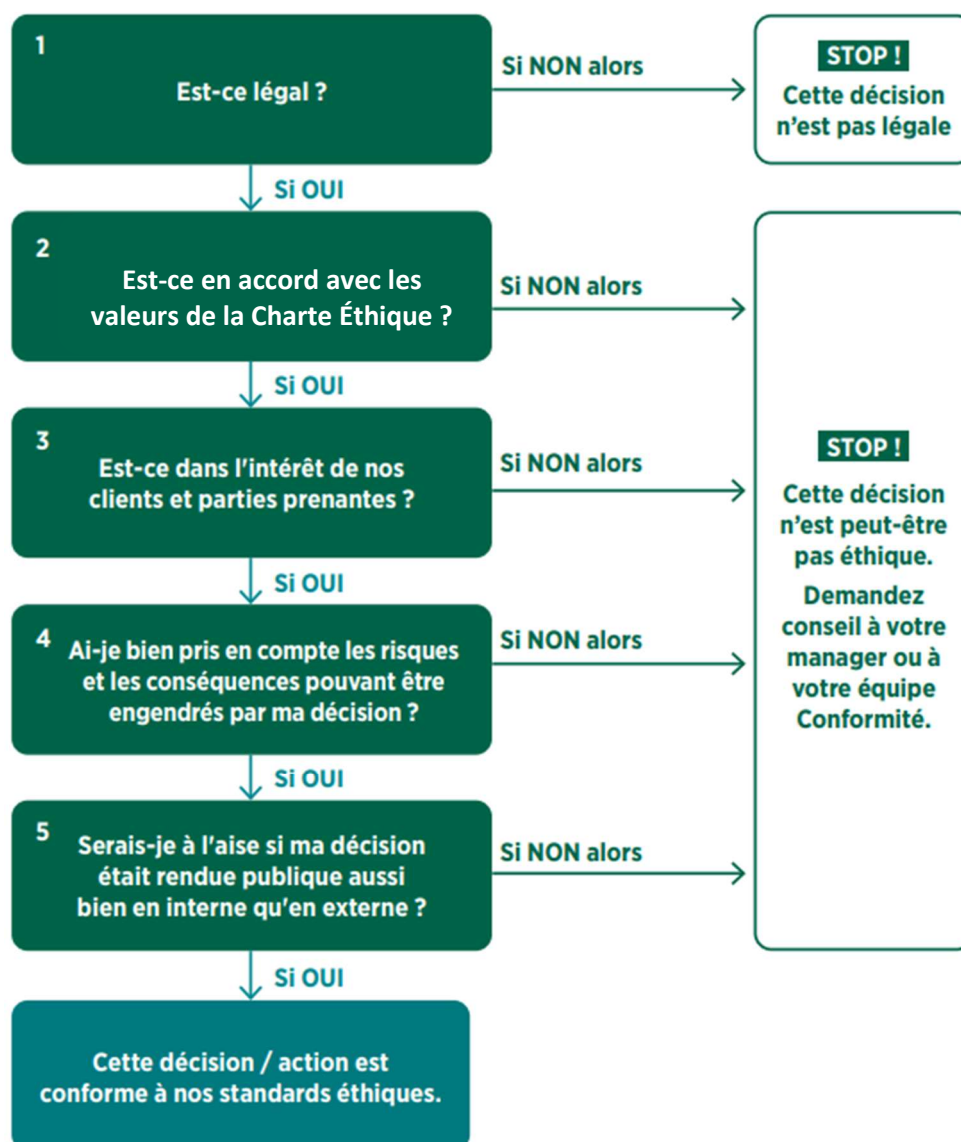 1
Est-ce légal ?
Si NON alors
STOP !
Cette décision
n'est pas légale
Si OUI
2
Est-ce en accord avec les
valeurs de la Charte Éthique ?
Si NON alors
Si OUI
3
Est-ce dans l'intérêt de nos
clients et parties prenantes ?
Si NON alors
STOP !
Cette décision
n'est peut-être
pas éthique.
Demandez
conseil à votre
manager ou à
votre équipe
Conformité.
Si OUI
4
Ai-je bien pris en compte les risques
et les conséquences pouvant être
engendrés par ma décision ?
Si NON alors
Si OUI
5
Serais-je à l'aise si ma décision
était rendue publique aussi
bien en interne qu'en externe ?
Si NON alors
Si OUI
Cette décision / action est
conforme à nos standards éthiques.